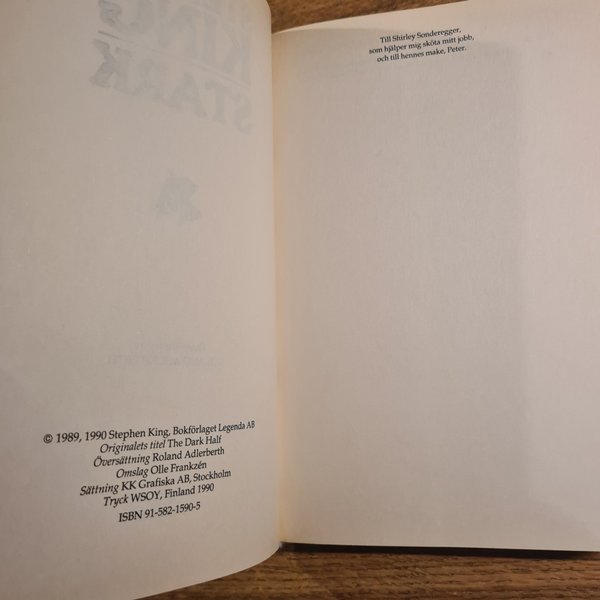 KING
STARK
© 1989, 1990 Stephen King, Bokförlaget Legenda AB
Originalets titel The Dark Half
Översättning Roland Adlerberth
Omslag Olle Frankzén
Sättning KK Grafiska AB, Stockholm
Tryck WSOY, Finland 1990
ISBN 91-582-1590-5
Till Shirley Sonderegger,
som hjälper mig sköta mitt jobb,
och till hennes make, Peter.